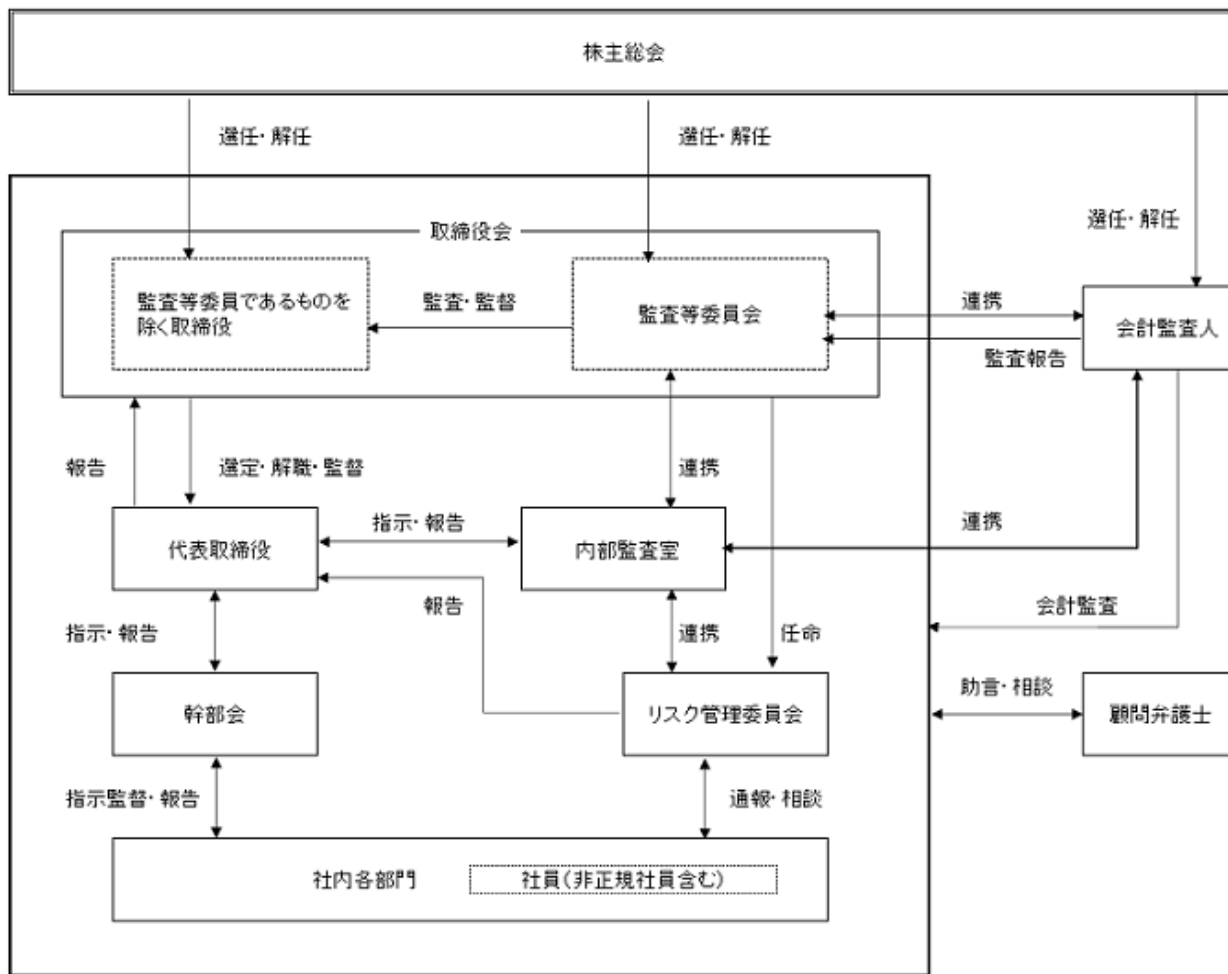 株主総会
選任・解任
選任・解任
選任・解任
取締役会
監査等委員であるものを
除く取締役
監査・監督
監査等委員会
連携
会計監査人
監査報告
報告
選定・解職・監督
連携
代表取締役
指示・報告
内部監査室
連携
報告
会計監査
指示・報告
連携
任命
幹部会
リスク管理委員会
助言・相談
顧問弁護士
指示監督・報告
通報・相談
社内各部門
社員(非正規社員含む)